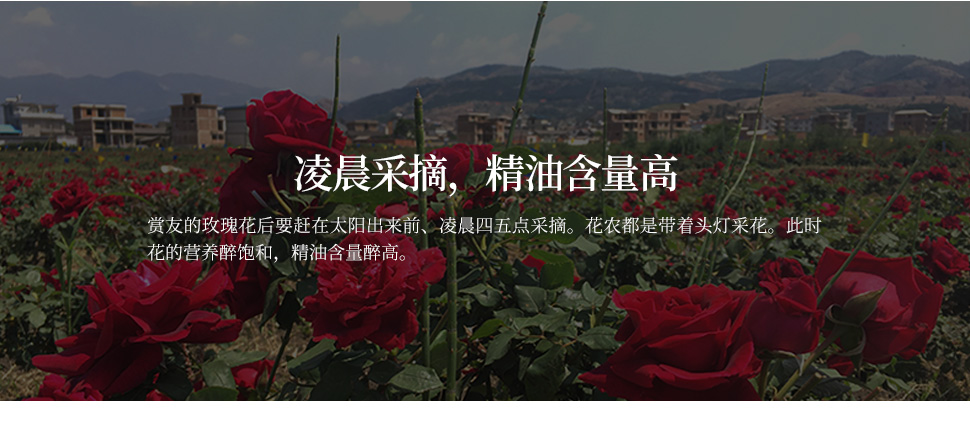 凌晨采摘，精油含量高
赏友的玫瑰花后要赶在太阳出来前、凌晨四五点采摘。花农都是带着头灯采花。此时
花的营养醉饱和，精油含量醉高。